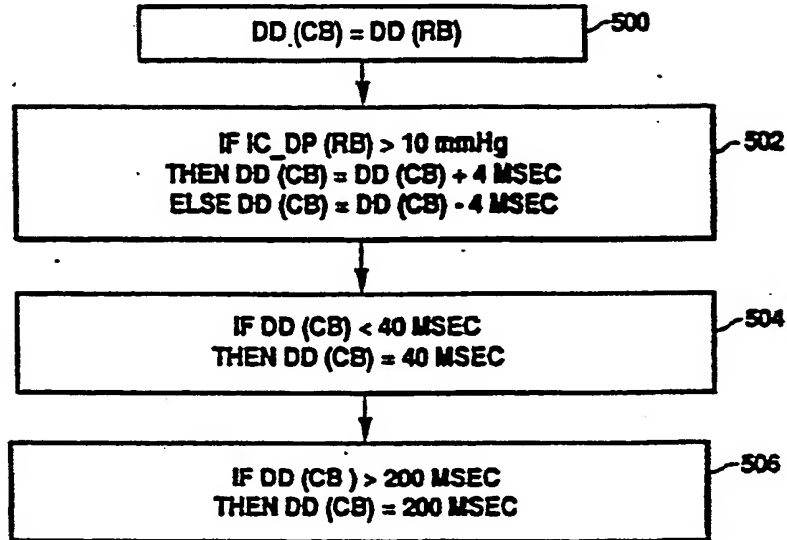 DD (CB) = DD (RB)
500
IF IC_DP (RB) > 10 mmHg
THEN DD (CB) = DD (CB) + 4 MSEC
ELSE DD (CB) = DD (CB) - 4 MSEC
502
IF DD (CB) < 40 MSEC
THEN DD (CB) = 40 MSEC
504
IF DD (CB ) > 200 MSEC
THEN DD (CB) = 200 MSEC
506